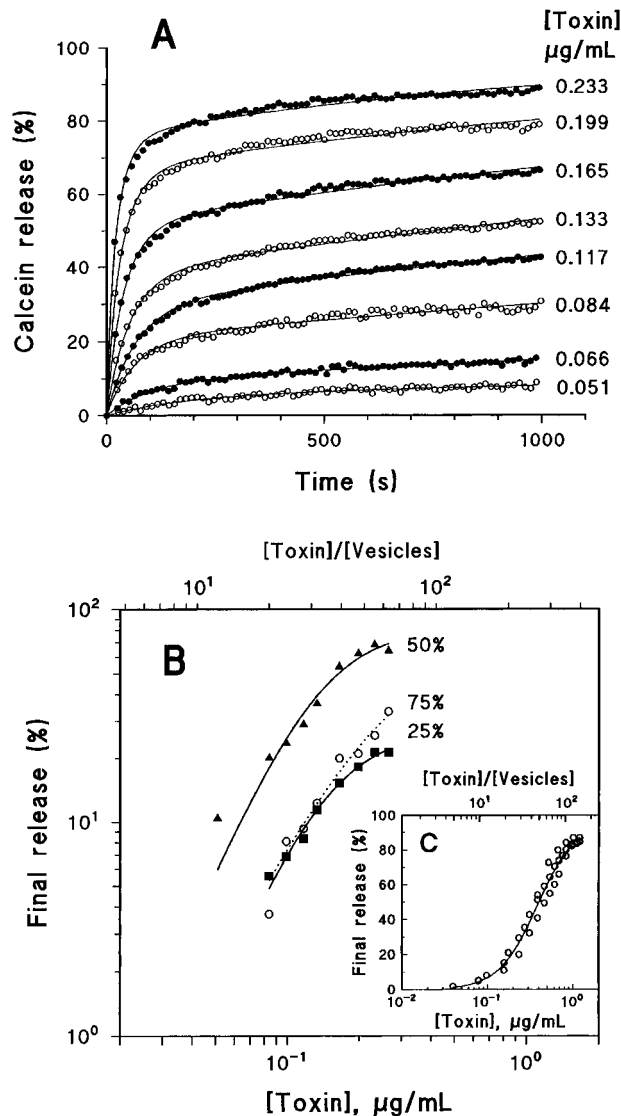 A
[Toxin]
µg/mL
100
80
60
40
20
0
Calcein release (%)
0.233
0.199
0.165
0.133
0.117
0.084
0.066
0.051
0
500
1000
Time (s)
[Toxin]/[Vesicles]
10¹
10²
B
10²
10¹
10⁰
Final release (%)
50%
75%
25%
[Toxin]/[Vesicles]
10
100
C
100
80
60
40
20
0
Final release (%)
10⁻²
10⁻¹
10⁰
[Toxin], µg/mL
10⁻¹
10⁰
[Toxin], µg/mL